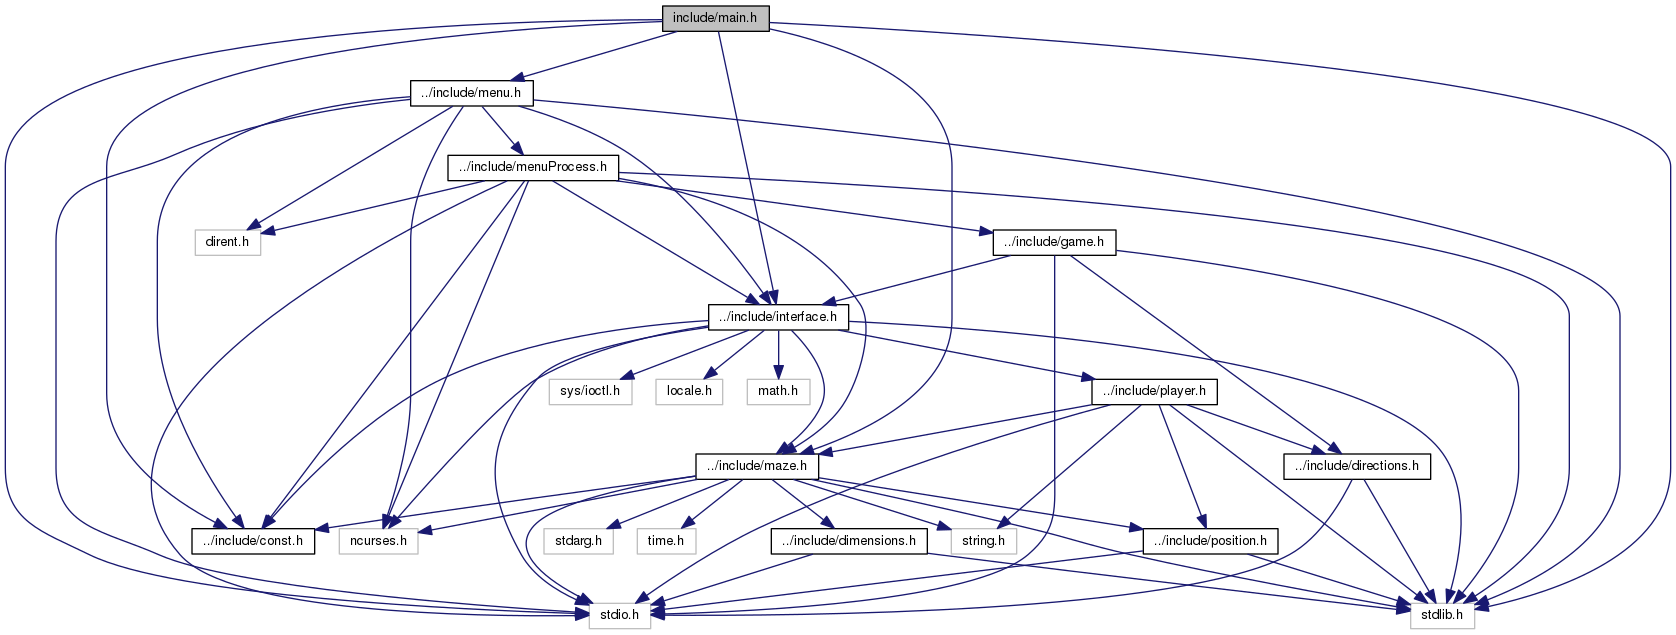 include/main.h
../include/menu.h
../include/menuProcess.h
dirent.h
../include/game.h
../include/interface.h
sys/ioctl.h
locale.h
math.h
../include/player.h
../include/maze.h
../include/directions.h
../include/const.h
ncurses.h
stdarg.h
time.h
../include/dimensions.h
string.h
../include/position.h
stdio.h
stdlib.h